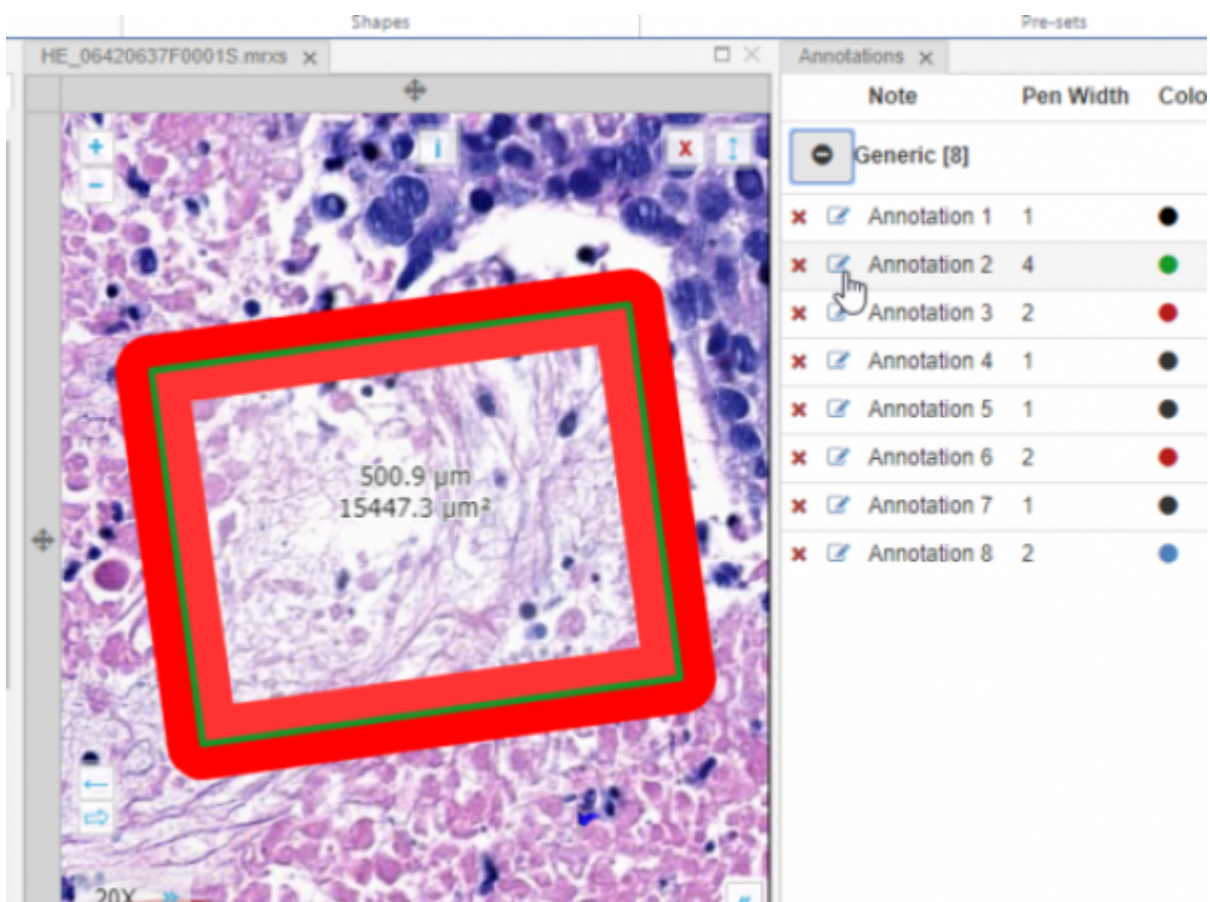 Shapes
Pre-sets
HE_06420637F0001S.mrxs x
Annotations x
Note Pen Width Colo
Generic [8]
Annotation 1 1
Annotation 2 4
Annotation 3 2
Annotation 4 1
Annotation 5 1
Annotation 6 2
Annotation 7 1
Annotation 8 2
i
x
500.9 µm
15447.3 µm²
20X